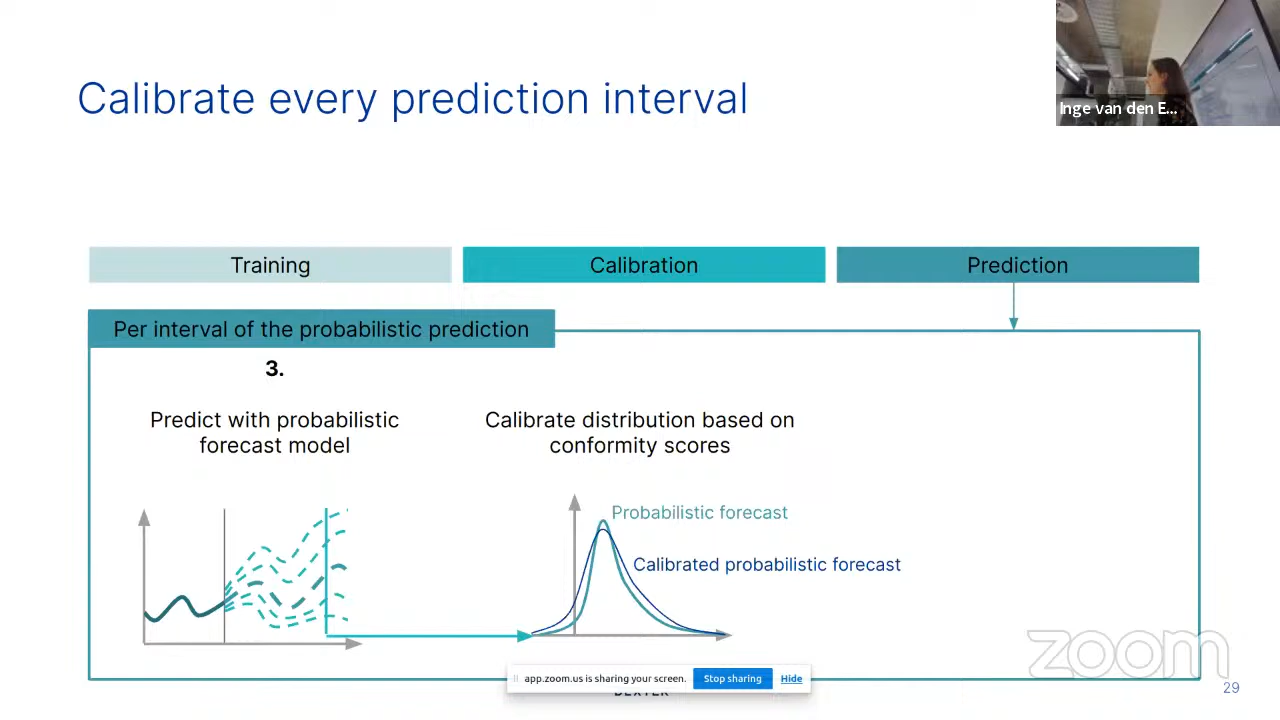 Calibrate every prediction interval
Inge van den E...
Training
Calibration
Prediction
Per interval of the probabilistic prediction
3.
Predict with probabilistic
forecast model
Calibrate distribution based on
conformity scores
Probabilistic forecast
Calibrated probabilistic forecast
zoom
app.zoom.us is sharing your screen.
Stop sharing
Hide
DEXTER
29